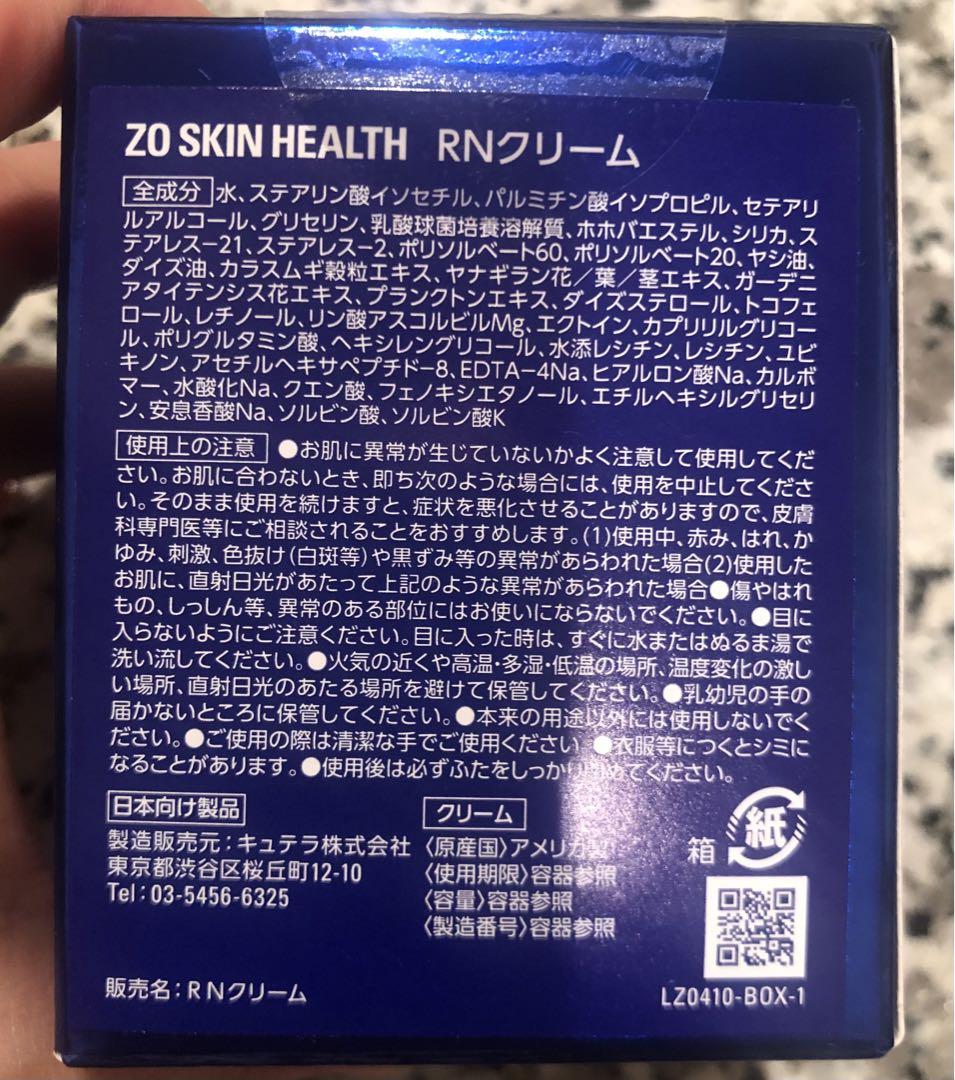 ZO SKIN HEALTH RNクリーム
全成分 水、ステアリン酸イソセチル、パルミチン酸イソプロピル、セテアリ
ルアルコール、グリセリン、乳酸球菌培養溶解質、ホホバエステル、シリカ、ス
テアレス−21、ステアレス−2、ポリソルベート60、ポリソルベート20、ヤシ油、
ダイズ油、カラスムギ穀粒エキス、ヤナギラン花/葉/茎エキス、ガーデニ
アタイテンシス花エキス、プランクトンエキス、ダイズステロール、トコフェ
ロール、レチノール、リン酸アスコルビルMg、エクトイン、カプリリルグリコー
ル、ポリグルタミン酸、ヘキシレングリコール、水添レシチン、レシチン、ユビ
キノン、アセチルヘキサペプチド−8、EDTA−4Na、ヒアルロン酸Na、カルボ
マー、水酸化Na、クエン酸、フェノキシエタノール、エチルヘキシルグリセリ
ン、安息香酸Na、ソルビン酸、ソルビン酸K
使用上の注意 ●お肌に異常が生じていないかよく注意して使用してくだ
さい。お肌に合わないとき、即ち次のような場合には、使用を中止してくださ
い。そのまま使用を続けますと、症状を悪化させることがありますので、皮膚
科専門医等にご相談されることをおすすめします。(1)使用中、赤み、はれ、か
ゆみ、刺激、色抜け(白斑等)や黒ずみ等の異常があらわれた場合(2)使用した
お肌に、直射日光があたって上記のような異常があらわれた場合●傷やはれ
もの、しっしん等、異常のある部位にはお使いにならないでください。●目に
入らないようにご注意ください。目に入った時は、すぐに水またはぬるま湯で
洗い流してください。●火気の近くや高温・多湿・低温の場所、温度変化の激し
い場所、直射日光のあたる場所を避けて保管してください。●乳幼児の手の
届かないところに保管してください。●本来の用途以外には使用しないでく
ださい。●ご使用の際は清潔な手でご使用ください ●衣服等につくとシミに
なることがあります。●使用後は必ずふたをしっかりしめてください。
日本向け製品
製造販売元:キュテラ株式会社
東京都渋谷区桜丘町12-10
Tel:03-5456-6325
クリーム
〈原産国〉アメリカ製
〈使用期限〉容器参照
〈容量〉容器参照
〈製造番号〉容器参照
箱 紙
販売名:RNクリーム
LZ0410-BOX-1